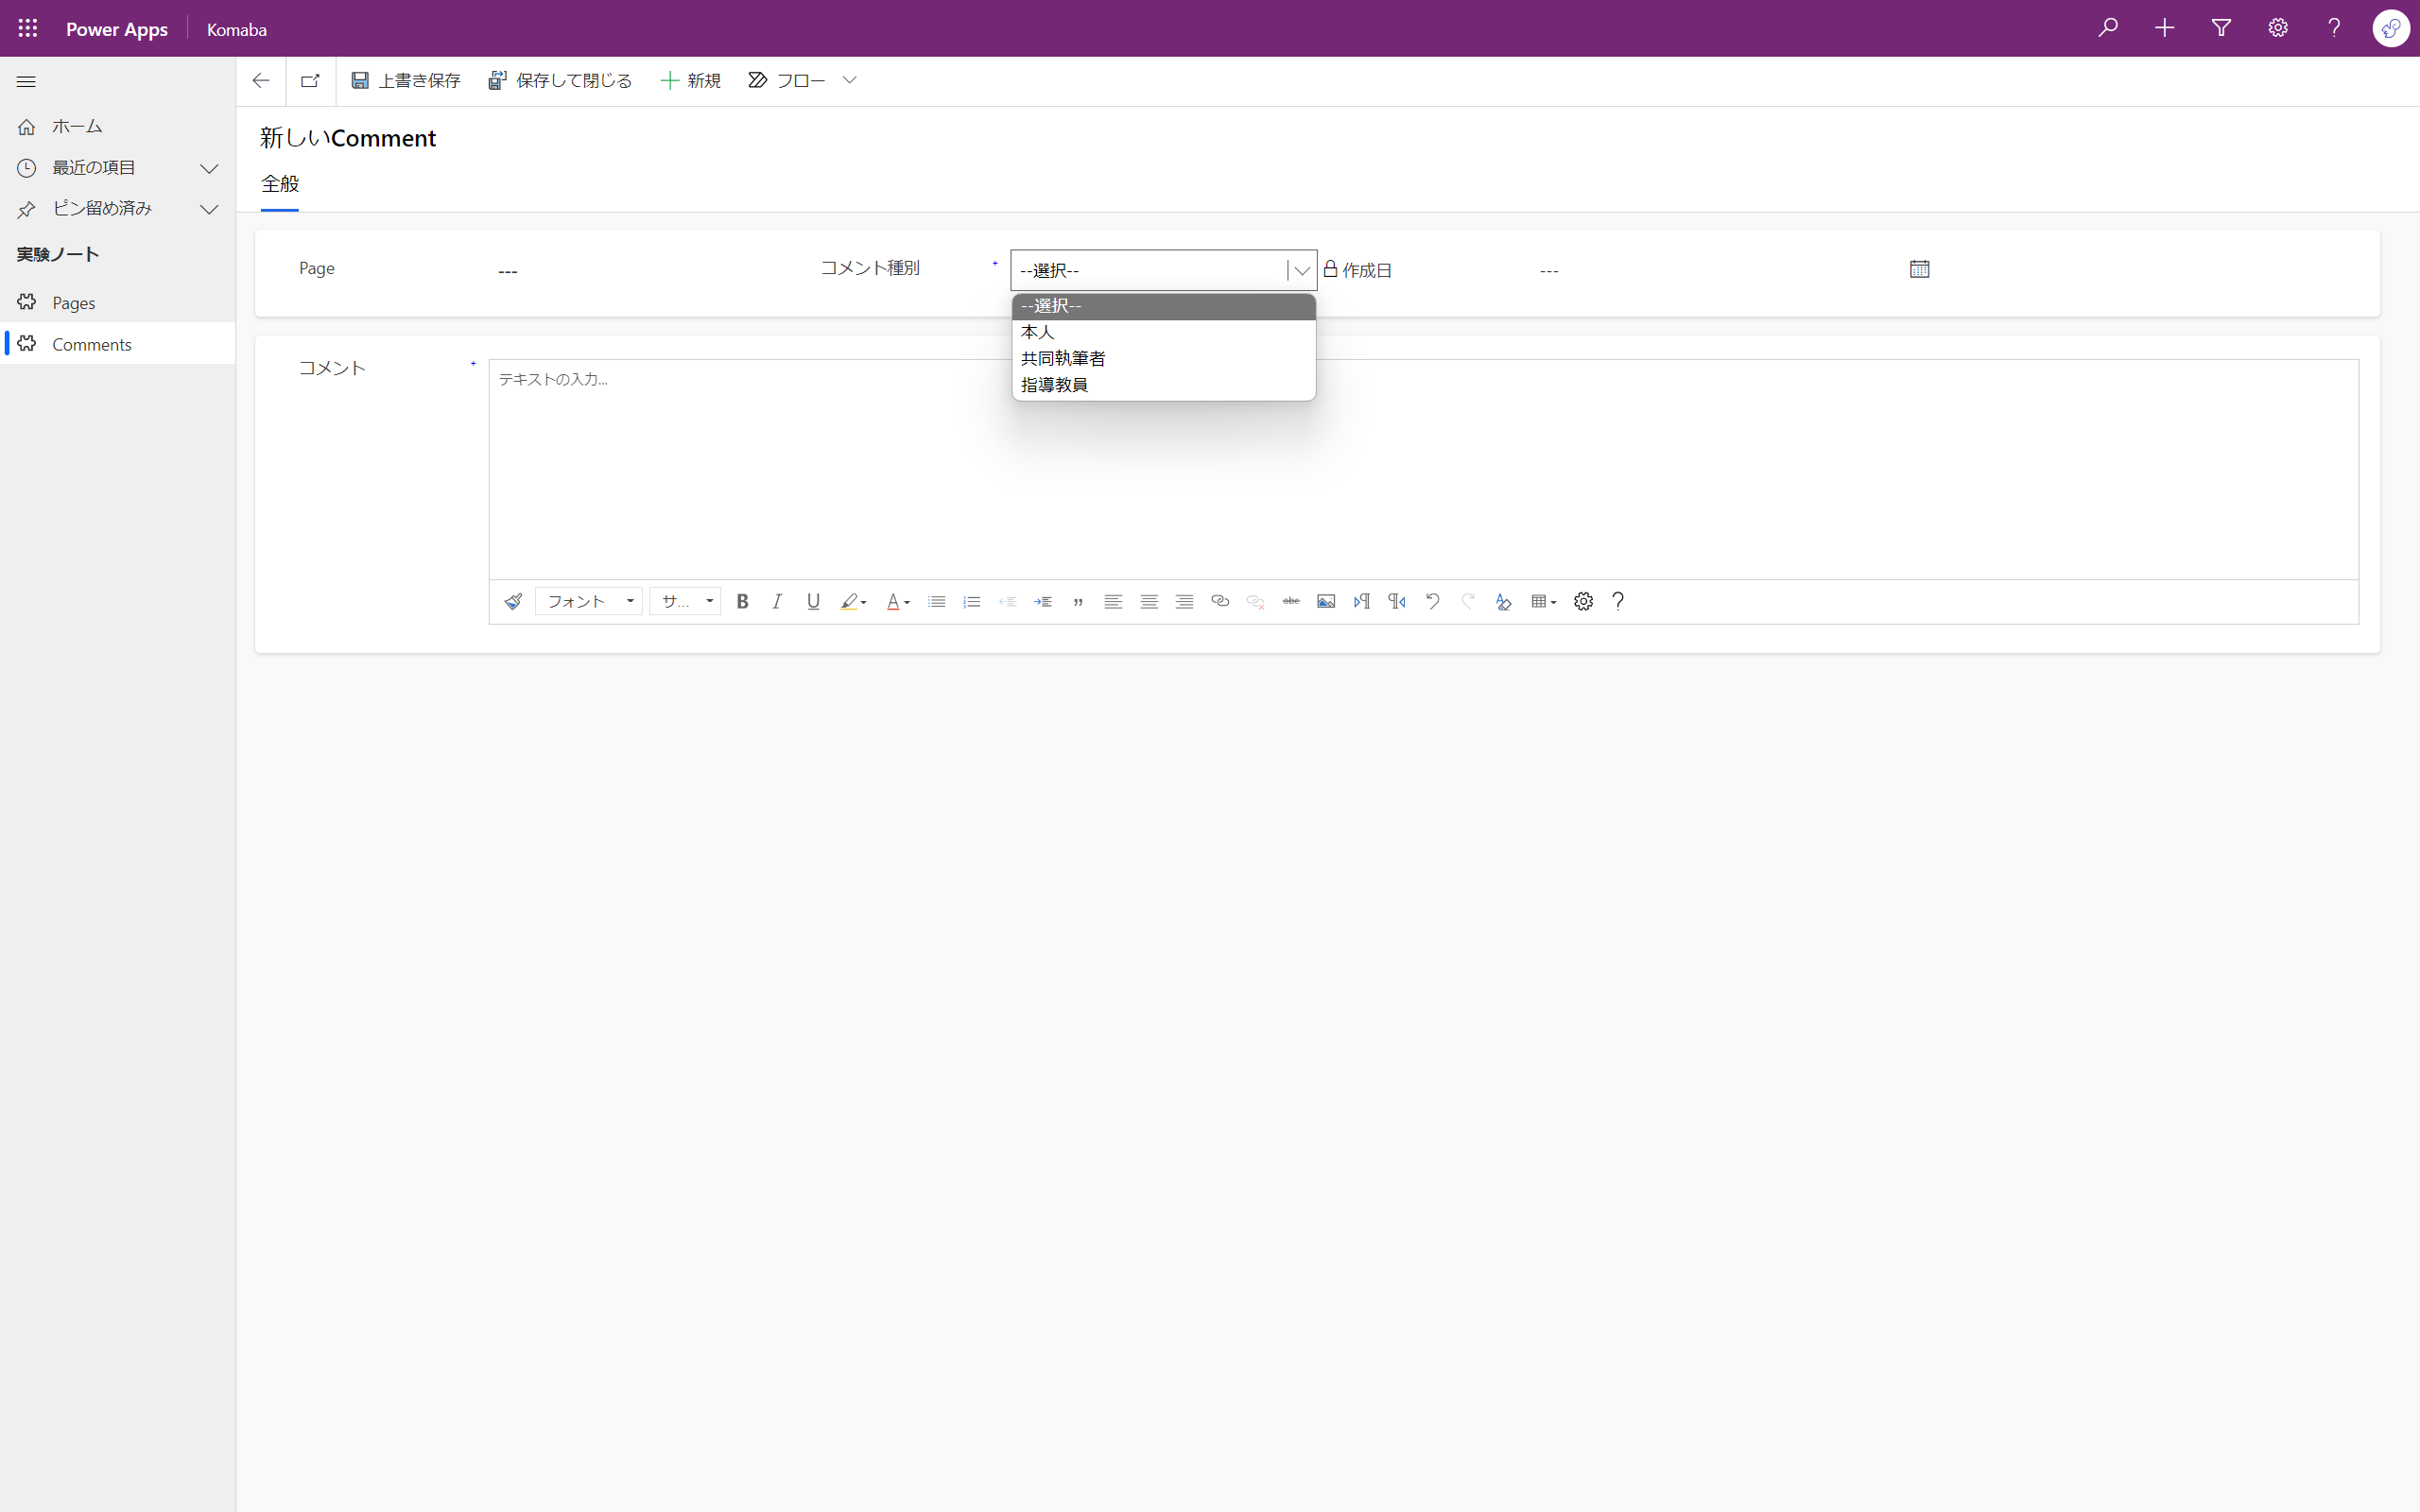 Power Apps Komaba
上書き保存 保存して閉じる 新規 フロー
ホーム
最近の項目
ピン留め済み
実験ノート
Pages
Comments
新しいComment
全般
Page --- コメント種別 * --選択-- 作成日 ---
--選択--
本人
共同執筆者
指導教員
コメント *
テキストの入力...
フォント サ... B I U A abc